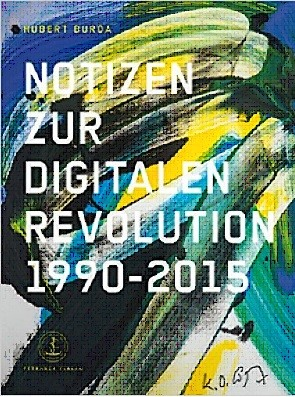 HUBERT BURDA
NOTIZEN
ZUR
DIGITALEN
REVOLUTION
1990-2015